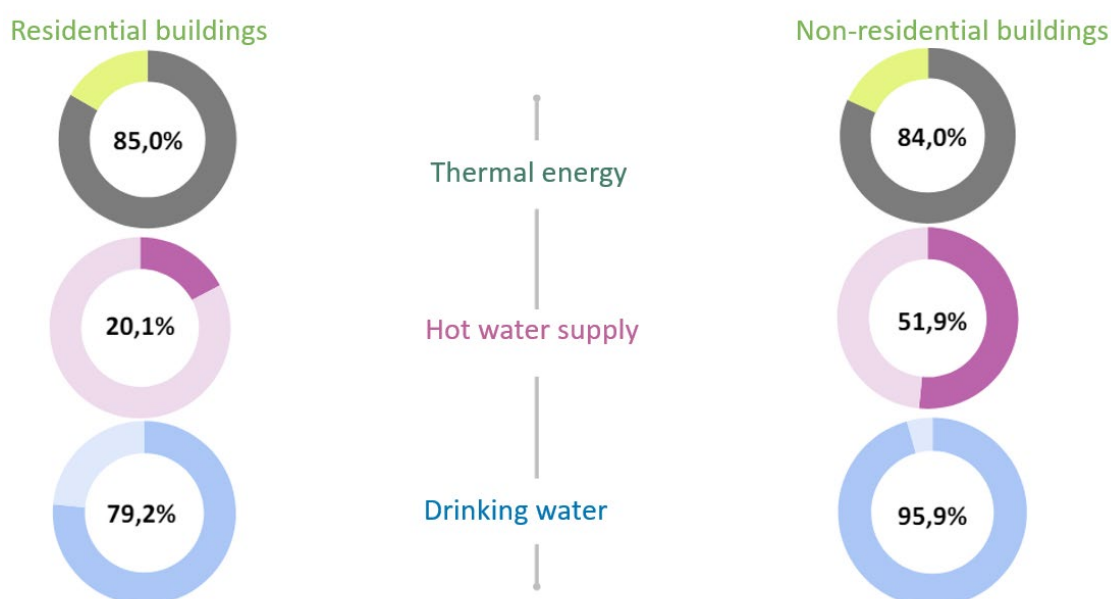 Residential buildings
Non-residential buildings
85,0%
Thermal energy
84,0%
20,1%
Hot water supply
51,9%
79,2%
Drinking water
95,9%